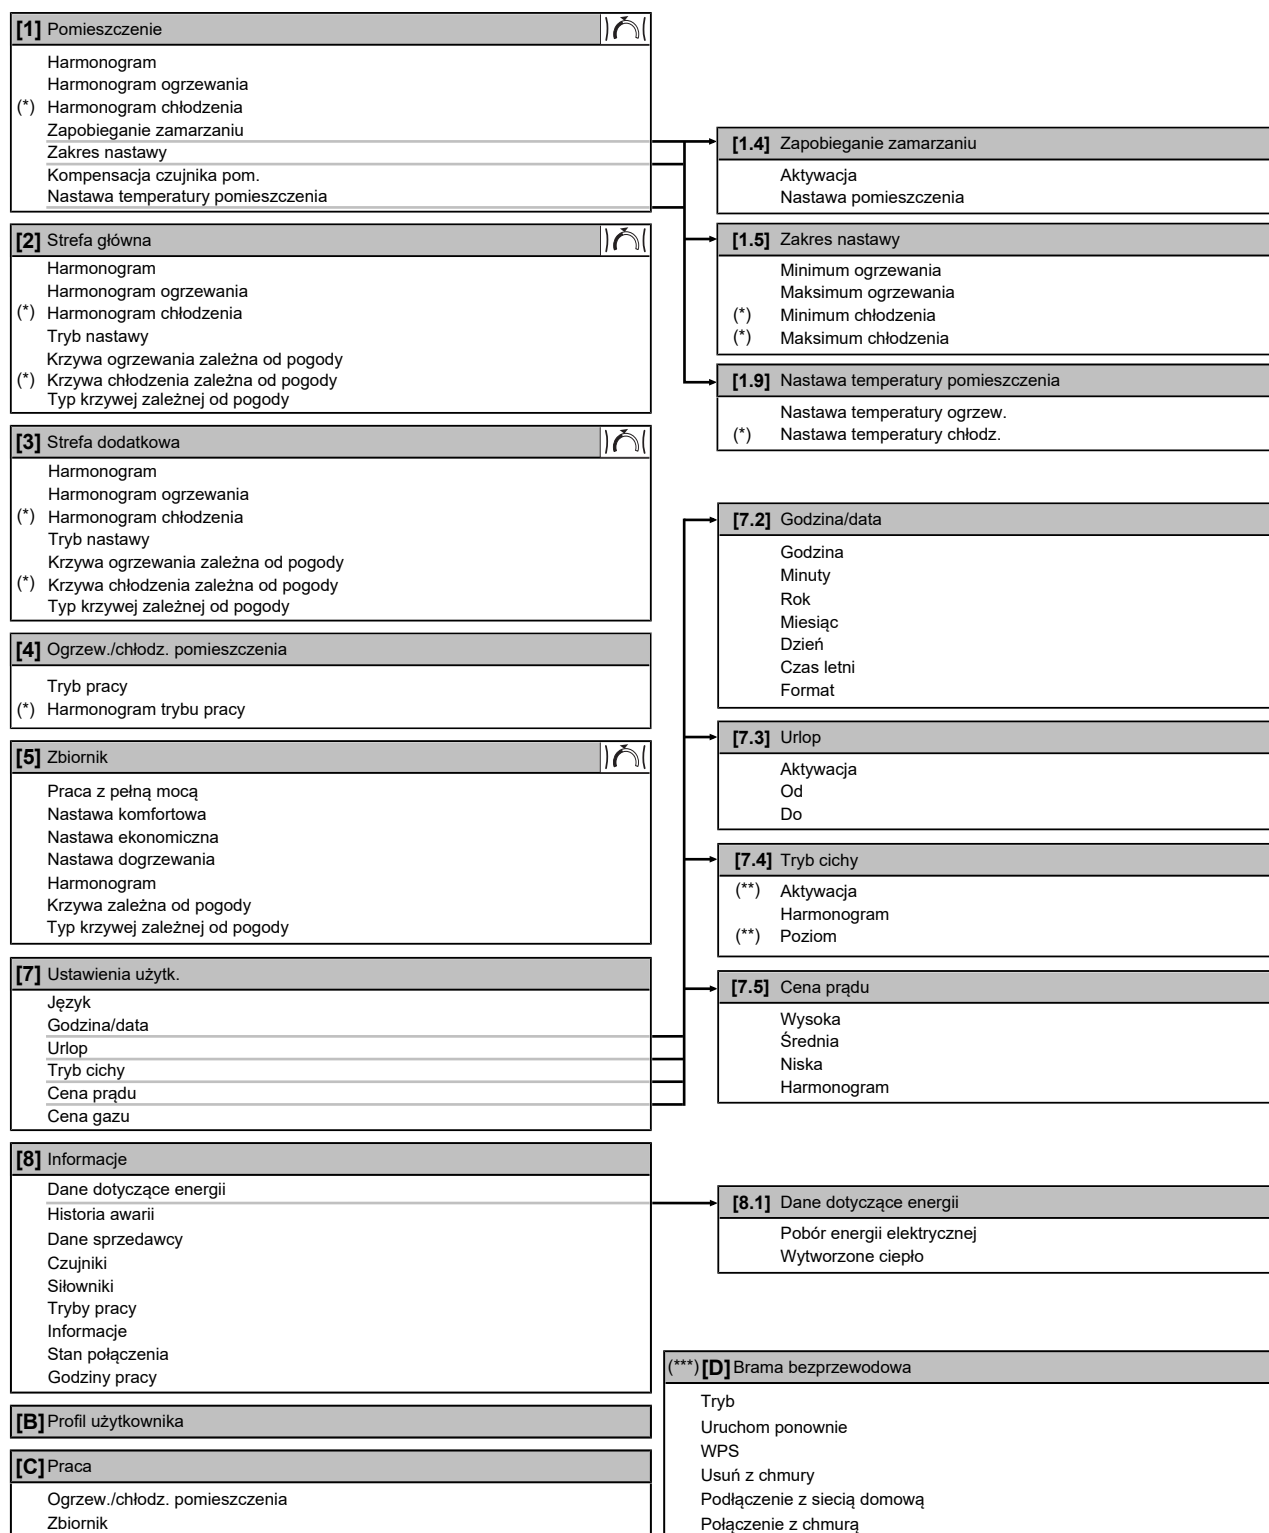 [1] Pomieszczenie
Harmonogram
Harmonogram ogrzewania
(*) Harmonogram chłodzenia
Zapobieganie zamarzaniu
Zakres nastawy
Kompensacja czujnika pom.
Nastawa temperatury pomieszczenia
[2] Strefa główna
Harmonogram
Harmonogram ogrzewania
(*) Harmonogram chłodzenia
Tryb nastawy
Krzywa ogrzewania zależna od pogody
(*) Krzywa chłodzenia zależna od pogody
Typ krzywej zależnej od pogody
[3] Strefa dodatkowa
Harmonogram
Harmonogram ogrzewania
(*) Harmonogram chłodzenia
Tryb nastawy
Krzywa ogrzewania zależna od pogody
(*) Krzywa chłodzenia zależna od pogody
Typ krzywej zależnej od pogody
[4] Ogrzew./chłodz. pomieszczenia
Tryb pracy
(*) Harmonogram trybu pracy
[5] Zbiornik
Praca z pełną mocą
Nastawa komfortowa
Nastawa ekonomiczna
Nastawa dogrzewania
Harmonogram
Krzywa zależna od pogody
Typ krzywej zależnej od pogody
[7] Ustawienia użytk.
Język
Godzina/data
Urlop
Tryb cichy
Cena prądu
Cena gazu
[8] Informacje
Dane dotyczące energii
Historia awarii
Dane sprzedawcy
Czujniki
Siłowniki
Tryby pracy
Informacje
Stan połączenia
Godziny pracy
[B] Profil użytkownika
[C] Praca
Ogrzew./chłodz. pomieszczenia
Zbiornik
[1.4] Zapobieganie zamarzaniu
Aktywacja
Nastawa pomieszczenia
[1.5] Zakres nastawy
Minimum ogrzewania
Maksimum ogrzewania
(*) Minimum chłodzenia
(*) Maksimum chłodzenia
[1.9] Nastawa temperatury pomieszczenia
Nastawa temperatury ogrzew.
(*) Nastawa temperatury chłodz.
[7.2] Godzina/data
Godzina
Minuty
Rok
Miesiąc
Dzień
Czas letni
Format
[7.3] Urlop
Aktywacja
Od
Do
[7.4] Tryb cichy
(**) Aktywacja
Harmonogram
(**) Poziom
[7.5] Cena prądu
Wysoka
Średnia
Niska
Harmonogram
[8.1] Dane dotyczące energii
Pobór energii elektrycznej
Wytworzone ciepło
(***) [D] Brama bezprzewodowa
Tryb
Uruchom ponownie
WPS
Usuń z chmury
Podłączenie z siecią domową
Połączenie z chmurą